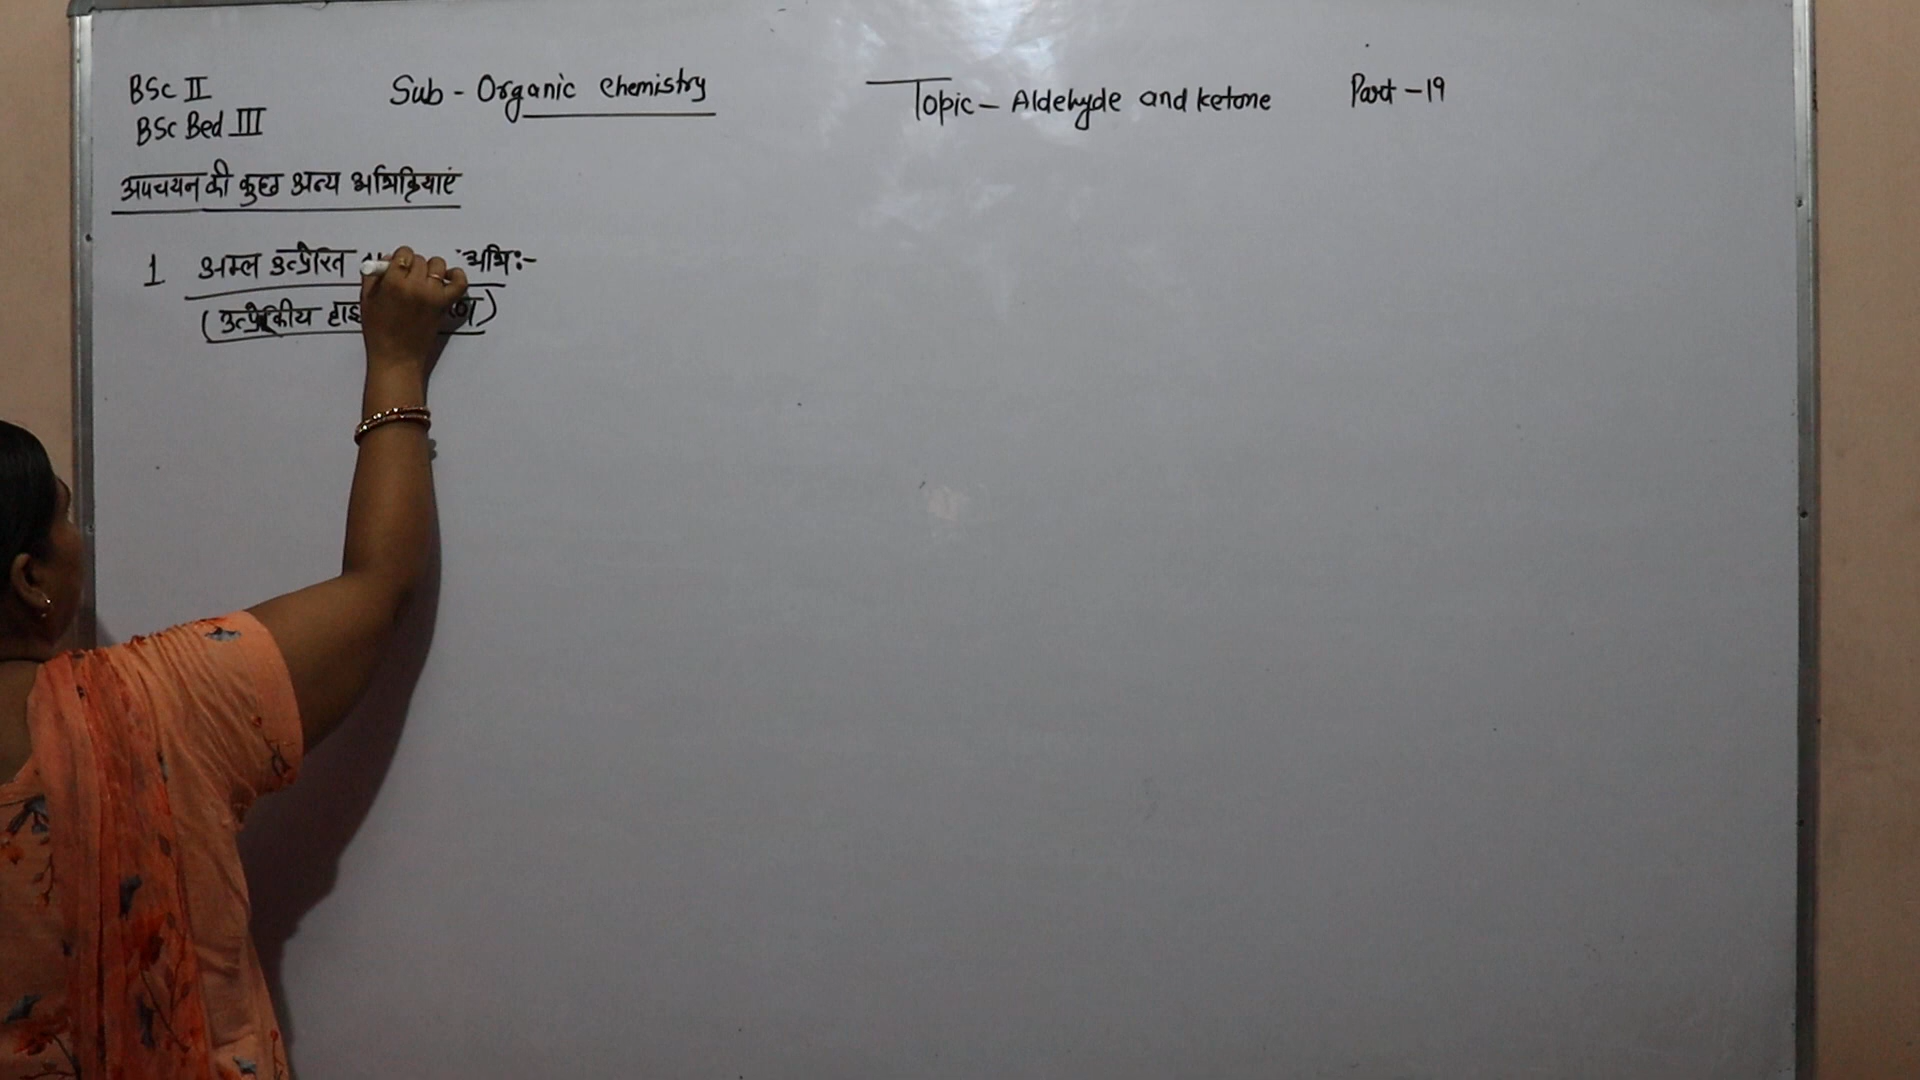 BSc II Sub - Organic chemistry Topic - Aldehyde and ketone Part - 19
BSc Bed III
अपचयन की कुछ अन्य अभिक्रियाएं
1 अम्ल उत्प्रेरित अभि:-
(उत्प्रेरकीय